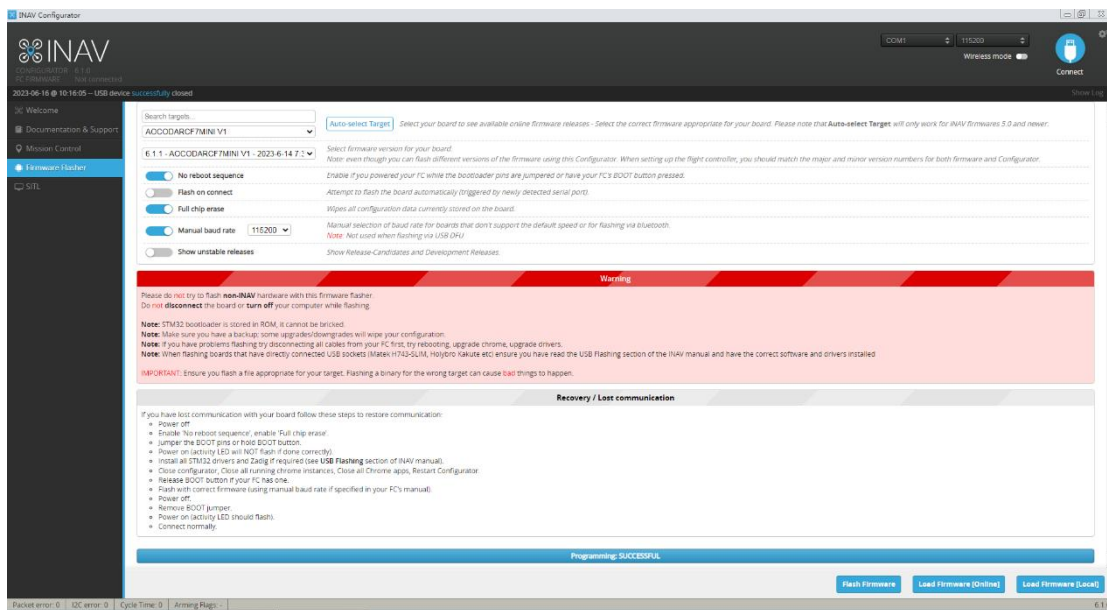 INAV Configurator
INAV
CONFIGURATOR 6.1.0
FC FIRMWARE Not connected
COM1
115200
Wireless mode
Connect
2023-06-16 @ 10:16:05 -- USB device successfully closed
Show Log
Welcome
Documentation & Support
Mission Control
Firmware Flasher
SITL
Search targets...
AOCODARCF7MINI V1
Auto-select Target
Select your board to see available online firmware releases - Select the correct firmware appropriate for your board. Please note that Auto-select Target will only work for INAV firmwares 5.0 and newer.
6.1.1 - AOCODARCF7MINI V1 - 2023-6-14 7:3
Select firmware version for your board.
Note: even though you can flash different versions of the firmware using this Configurator. When setting up the flight controller, you should match the major and minor version numbers for both firmware and Configurator.
No reboot sequence
Enable if you powered your FC while the bootloader pins are jumpered or have your FC's BOOT button pressed.
Flash on connect
Attempt to flash the board automatically (triggered by newly detected serial port).
Full chip erase
Wipes all configuration data currently stored on the board.
Manual baud rate
115200
Manual selection of baud rate for boards that don't support the default speed or for flashing via bluetooth.
Note: Not used when flashing via USB DFU
Show unstable releases
Show Release-Candidates and Development Releases.
Warning
Please do not try to flash non-INAV hardware with this firmware flasher.
Do not disconnect the board or turn off your computer while flashing.
Note: STM32 bootloader is stored in ROM, it cannot be bricked.
Note: Make sure you have a backup; some upgrades/downgrades will wipe your configuration.
Note: If you have problems flashing try disconnecting all cables from your FC first, try rebooting, upgrade chrome, upgrade drivers.
Note: When flashing boards that have directly connected USB sockets (Matek H743-SLIM, Holybro Kakute etc) ensure you have read the USB Flashing section of the INAV manual and have the correct software and drivers installed
IMPORTANT: Ensure you flash a file appropriate for your target. Flashing a binary for the wrong target can cause bad things to happen.
Recovery / Lost communication
If you have lost communication with your board follow these steps to restore communication:
Power off
Enable 'No reboot sequence', enable 'Full chip erase'.
Jumper the BOOT pins or hold BOOT button.
Power on (activity LED will NOT flash if done correctly).
Install all STM32 drivers and Zadig if required (see USB Flashing section of INAV manual).
Close configurator, Close all running chrome instances, Close all Chrome apps, Restart Configurator.
Release BOOT button if your FC has one.
Flash with correct firmware (using manual baud rate if specified in your FC's manual).
Power off.
Remove BOOT jumper.
Power on (activity LED should flash).
Connect normally.
Programming: SUCCESSFUL
Flash Firmware
Load Firmware [Online]
Load Firmware [Local]
Packet error: 0
I2C error: 0
Cycle Time: 0
Arming Flags: -
6.1